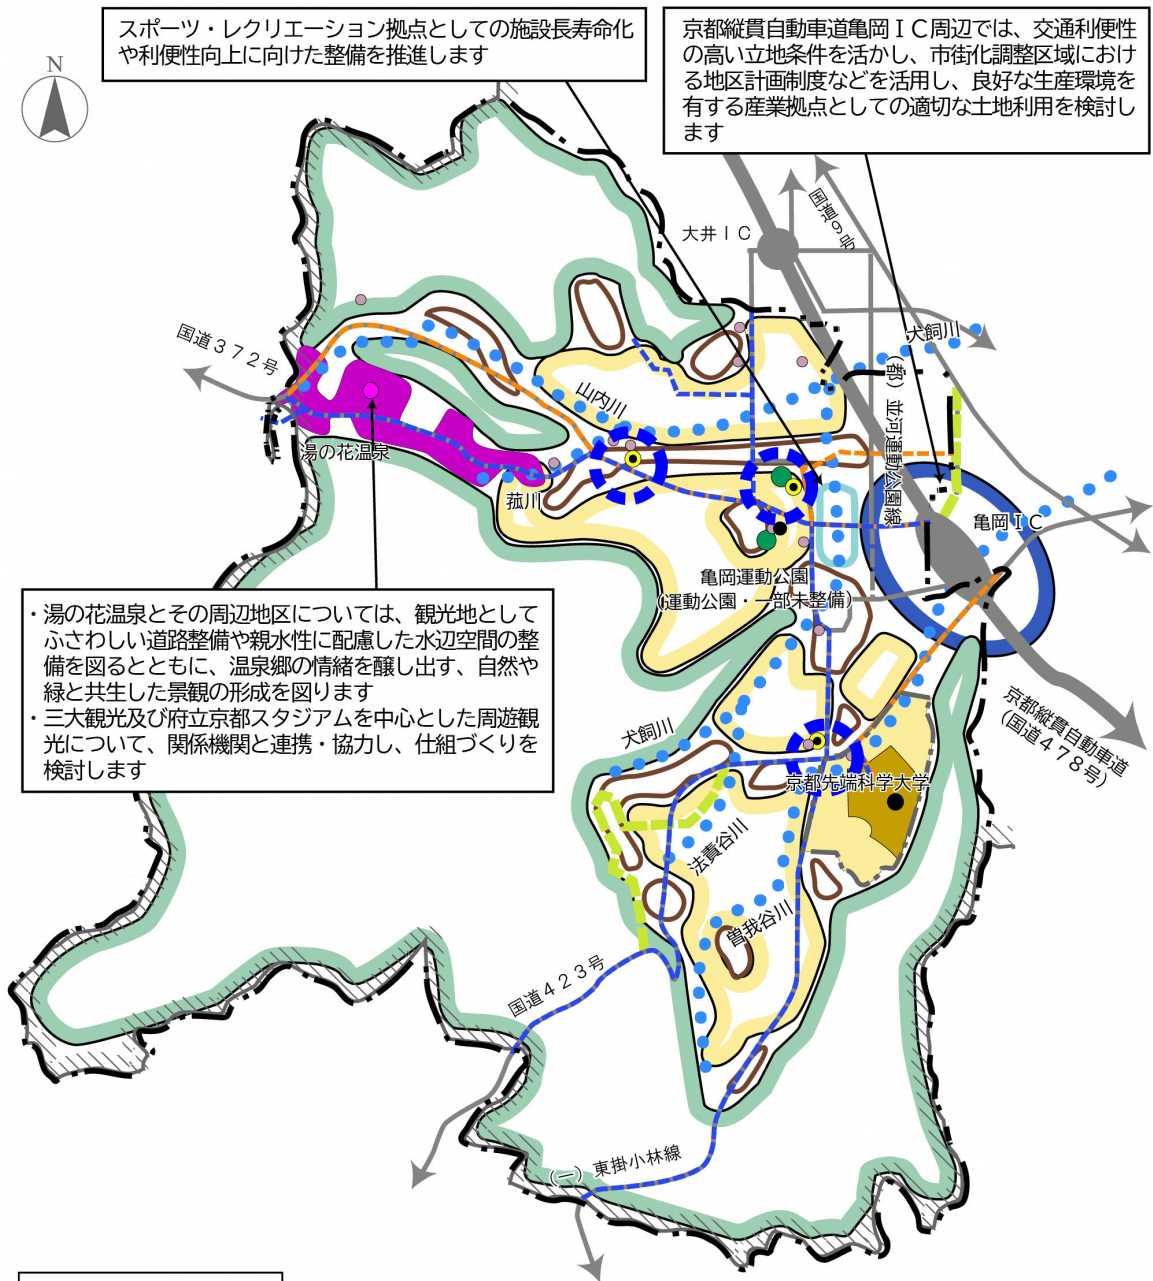 スポーツ・レクリエーション拠点としての施設長寿命化
や利便性向上に向けた整備を推進します
京都縦貫自動車道亀岡ＩＣ周辺では、交通利便性
の高い立地条件を活かし、市街化調整区域における
地区計画制度などを活用し、良好な生産環境を
有する産業拠点としての適切な土地利用を検討し
ます
N
大井ＩＣ
国道９号
犬飼川
国道３７２号
（都）並河運動公園線
山内川
湯の花温泉
菰川
亀岡ＩＣ
亀岡運動公園
（運動公園・一部未整備）
・湯の花温泉とその周辺地区については、観光地として
ふさわしい道路整備や親水性に配慮した水辺空間の整
備を図るとともに、温泉郷の情緒を醸し出す、自然や
緑と共生した景観の形成を図ります
・三大観光及び府立京都スタジアムを中心とした周遊観
光について、関係機関と連携・協力し、仕組づくりを
検討します
犬飼川
京都縦貫自動車道
（国道４７８号）
京都先端科学大学
法貴谷川
曽我谷川
国道４２３号
（一）東掛小林線